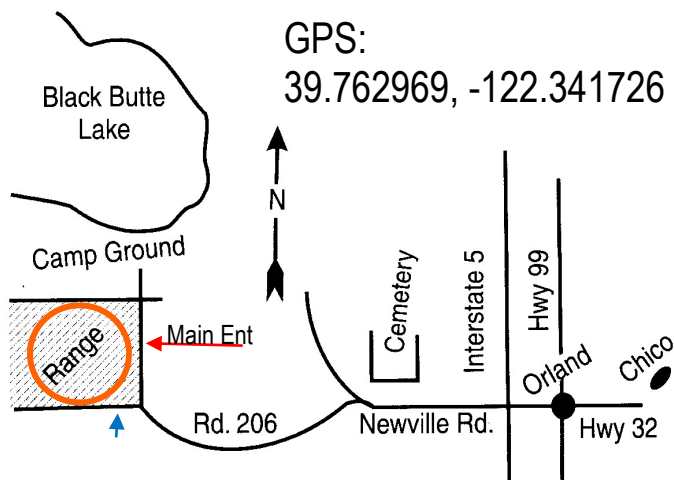 GPS:
39.762969, -122.341726
Black Butte
Lake
N
Camp Ground
Cemetery
Interstate 5
Hwy 99
Main Ent
Range
Orland
Chico
Rd. 206
Newville Rd.
Hwy 32